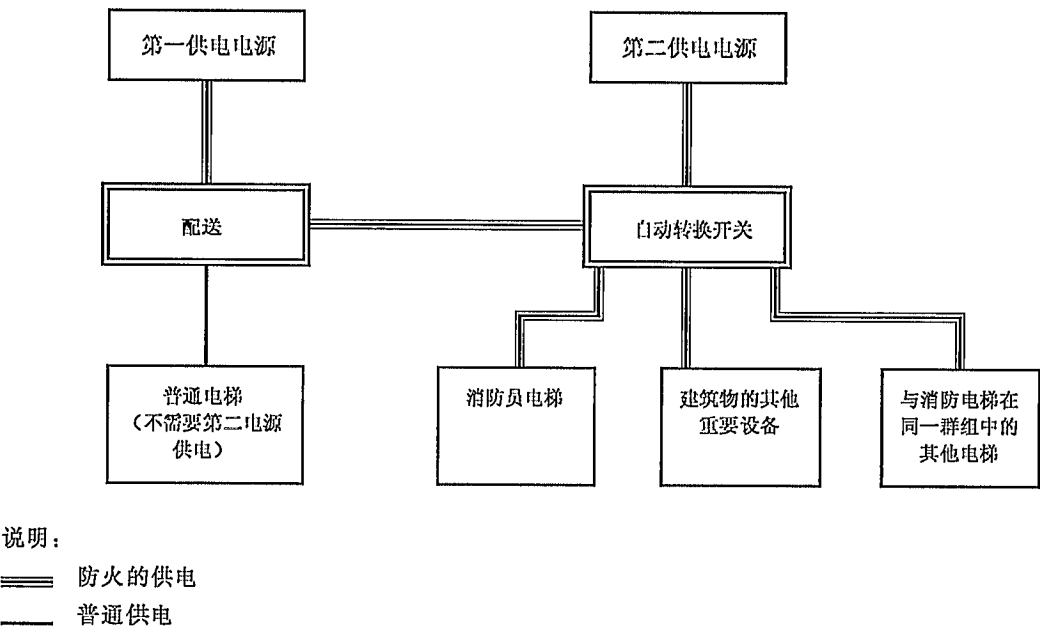 第一供电电源
第二供电电源
配送
自动转换开关
普通电梯
（不需要第二电源
供电）
消防员电梯
建筑物的其他
重要设备
与消防电梯在
同一群组中的
其他电梯
说明：
防火的供电
普通供电